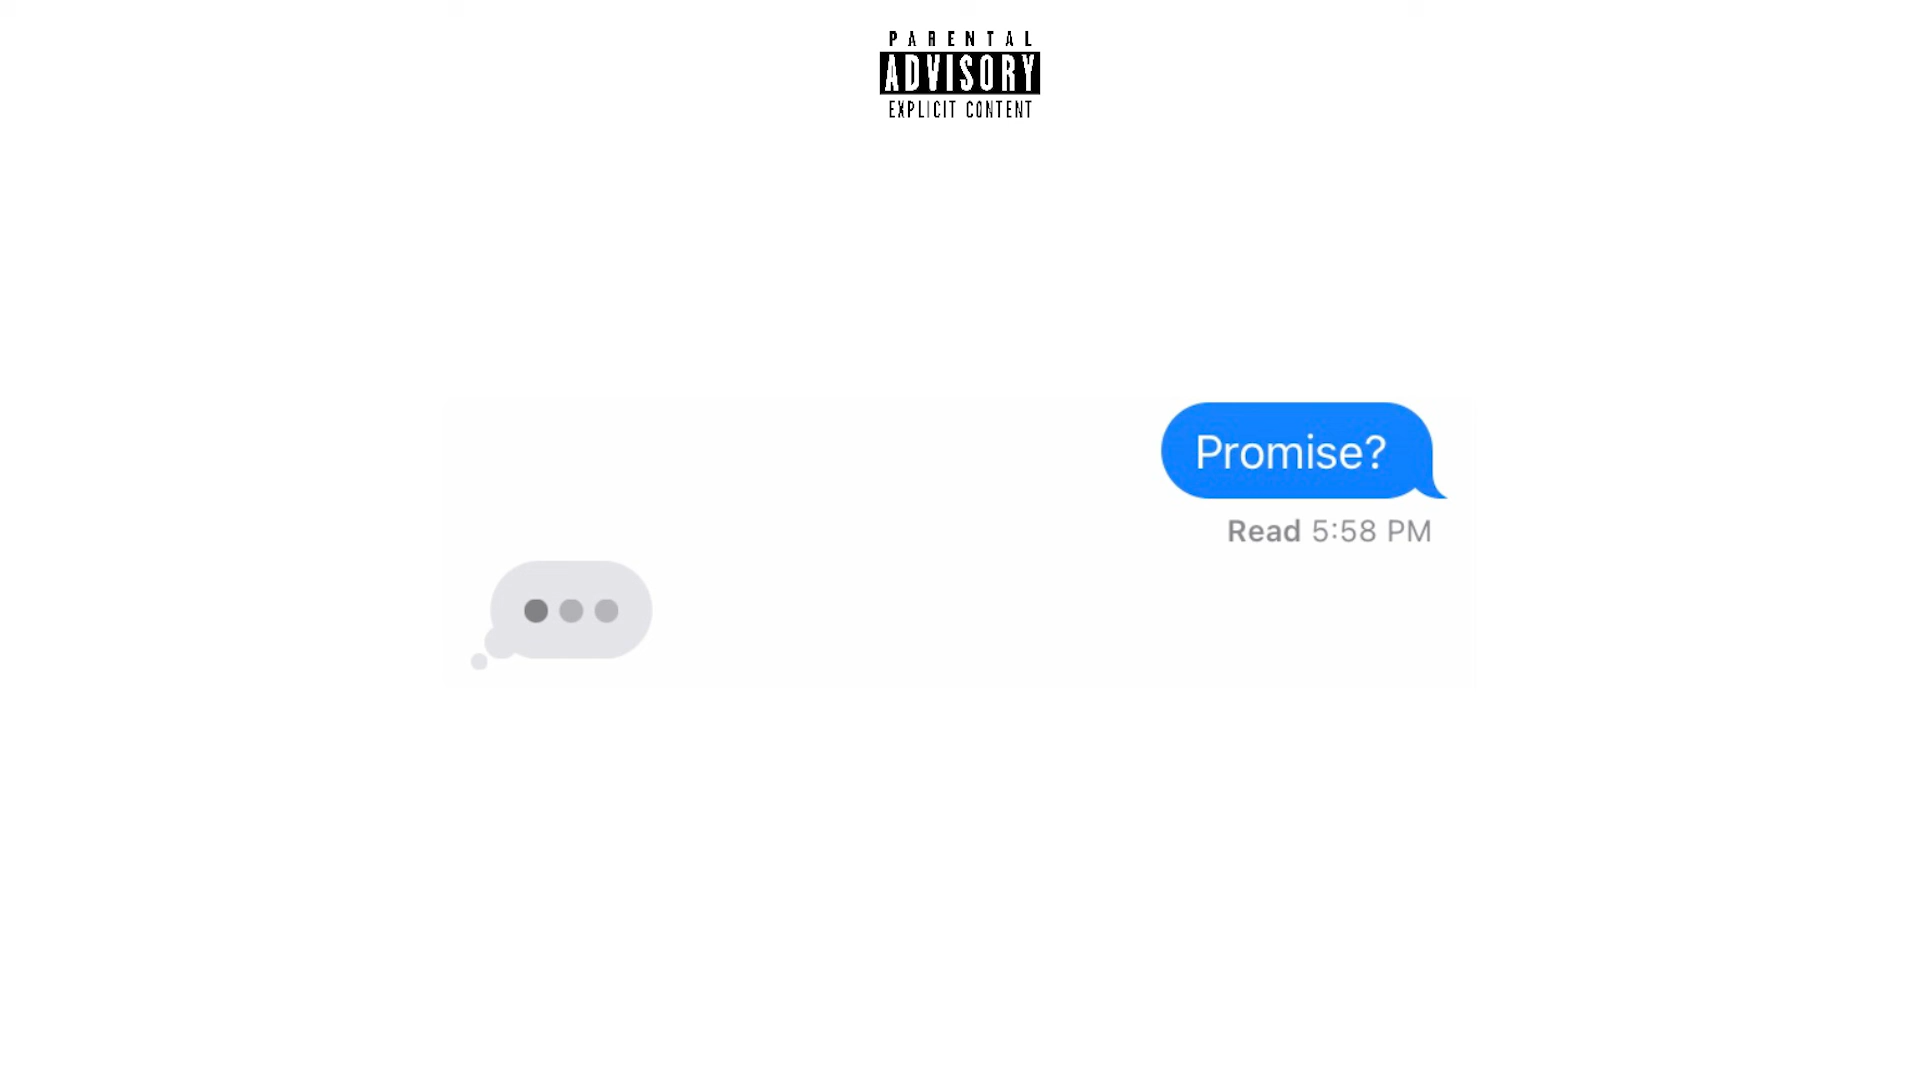 PARENTAL
ADVISORY
EXPLICIT CONTENT
Promise?
Read 5:58 PM